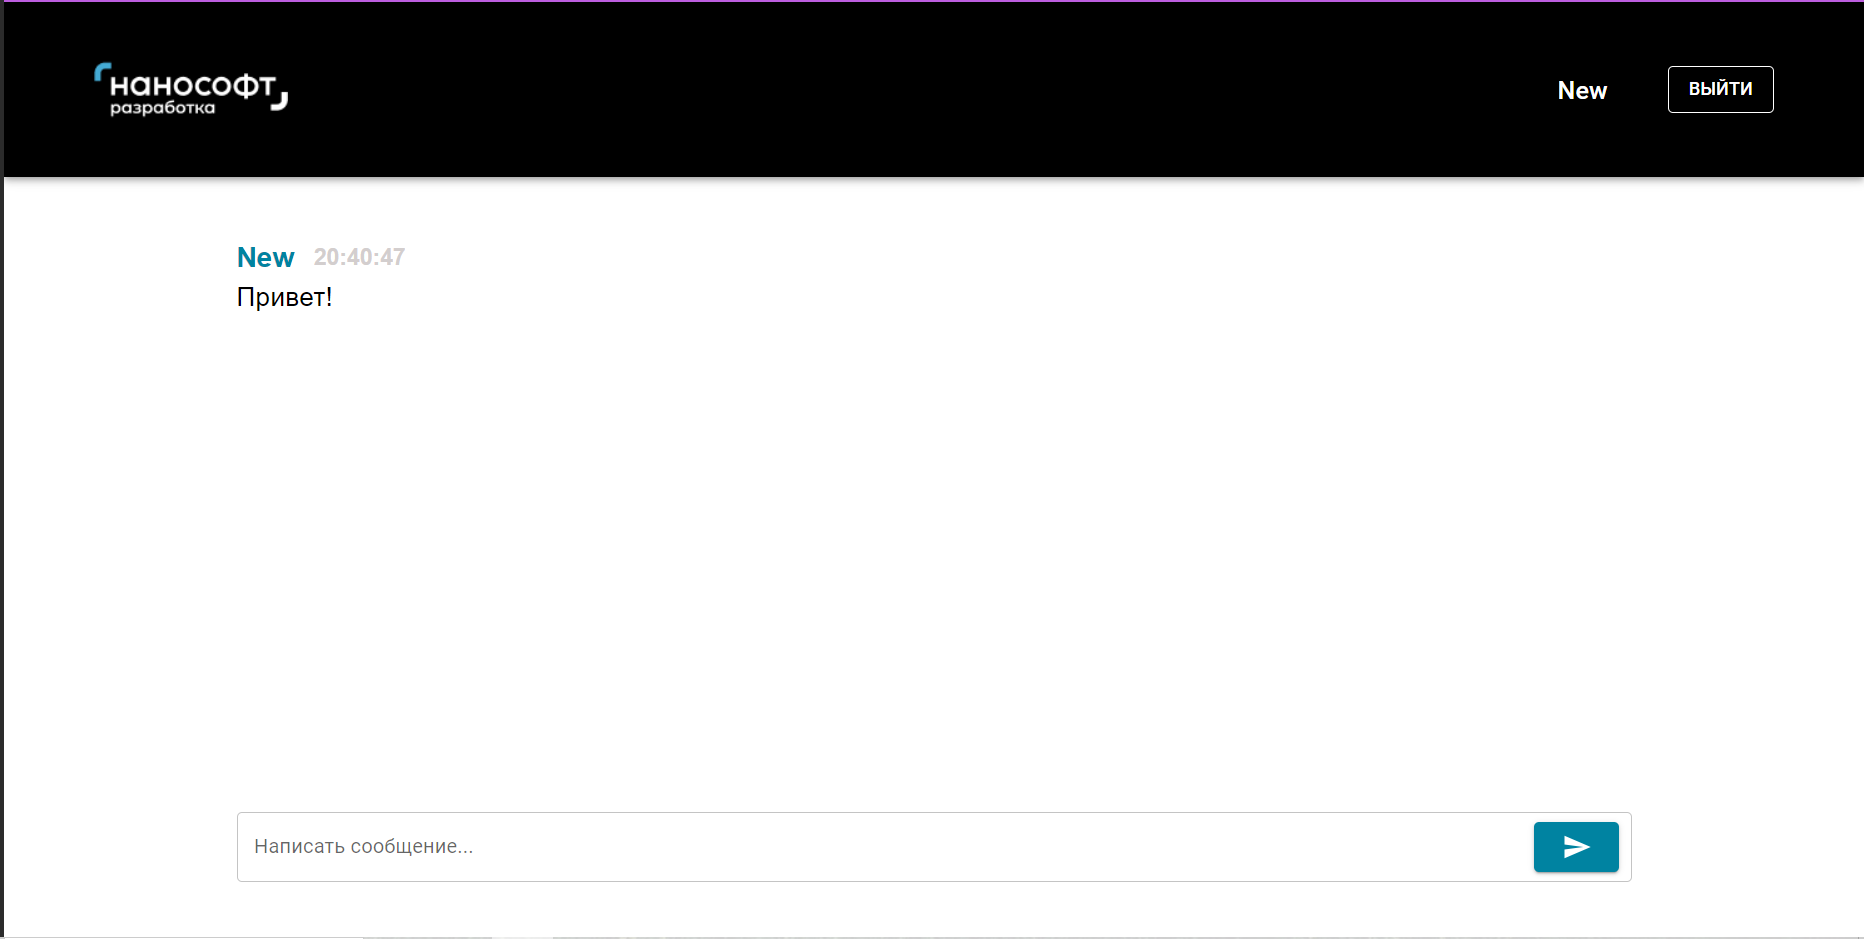 нанософт
разработка
New
ВЫЙТИ
New 20:40:47
Привет!
Написать сообщение...